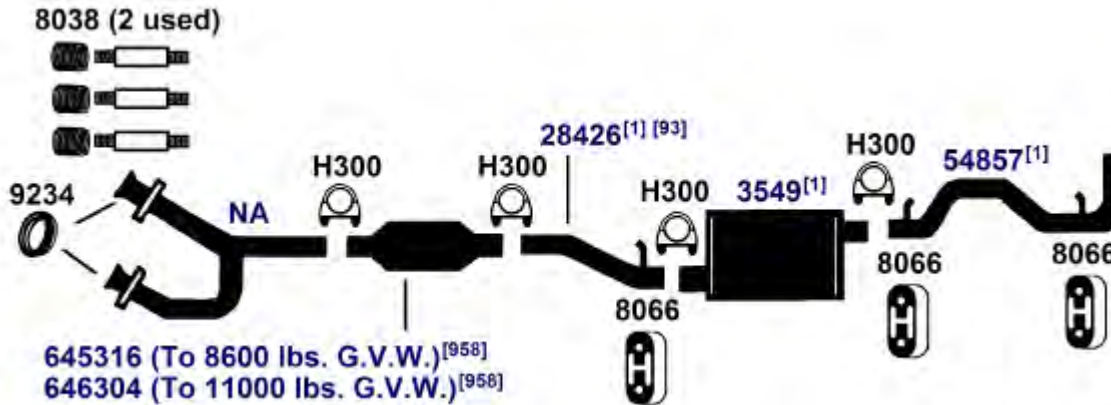 8038 (2 used)
28426[1] [93]
H300
H300
H300
54857[1]
H300
3549[1]
9234
NA
8066
8066
8066
645316 (To 8600 lbs. G.V.W.)[958]
646304 (To 11000 lbs. G.V.W.)[958]